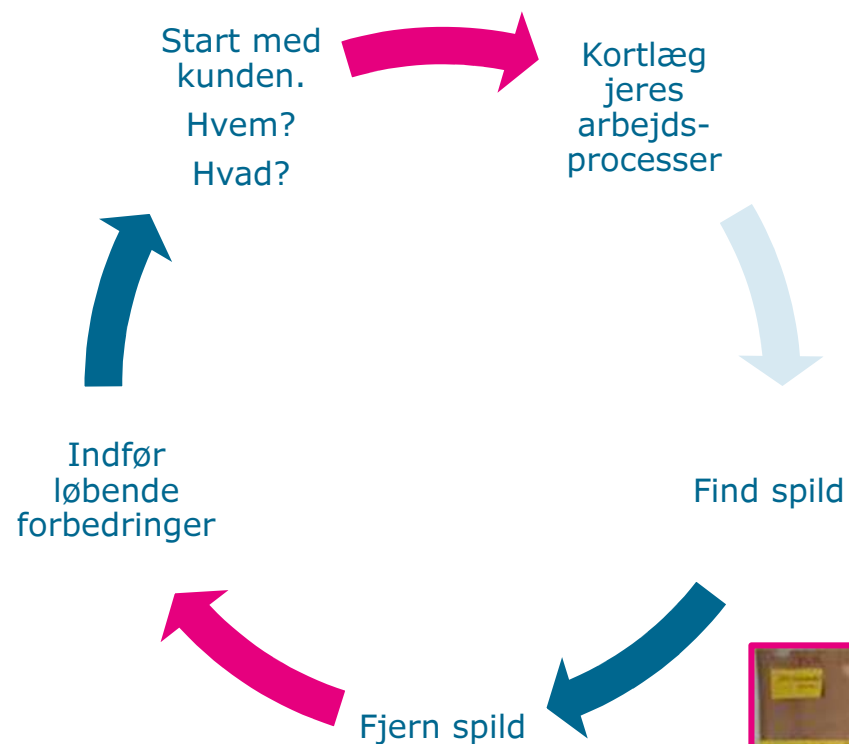 Start med
kunden.
Hvem?
Hvad?
Kortlæg
jeres
arbejds-
processer
Find spild
Fjern spild
Indfør
løbende
forbedringer